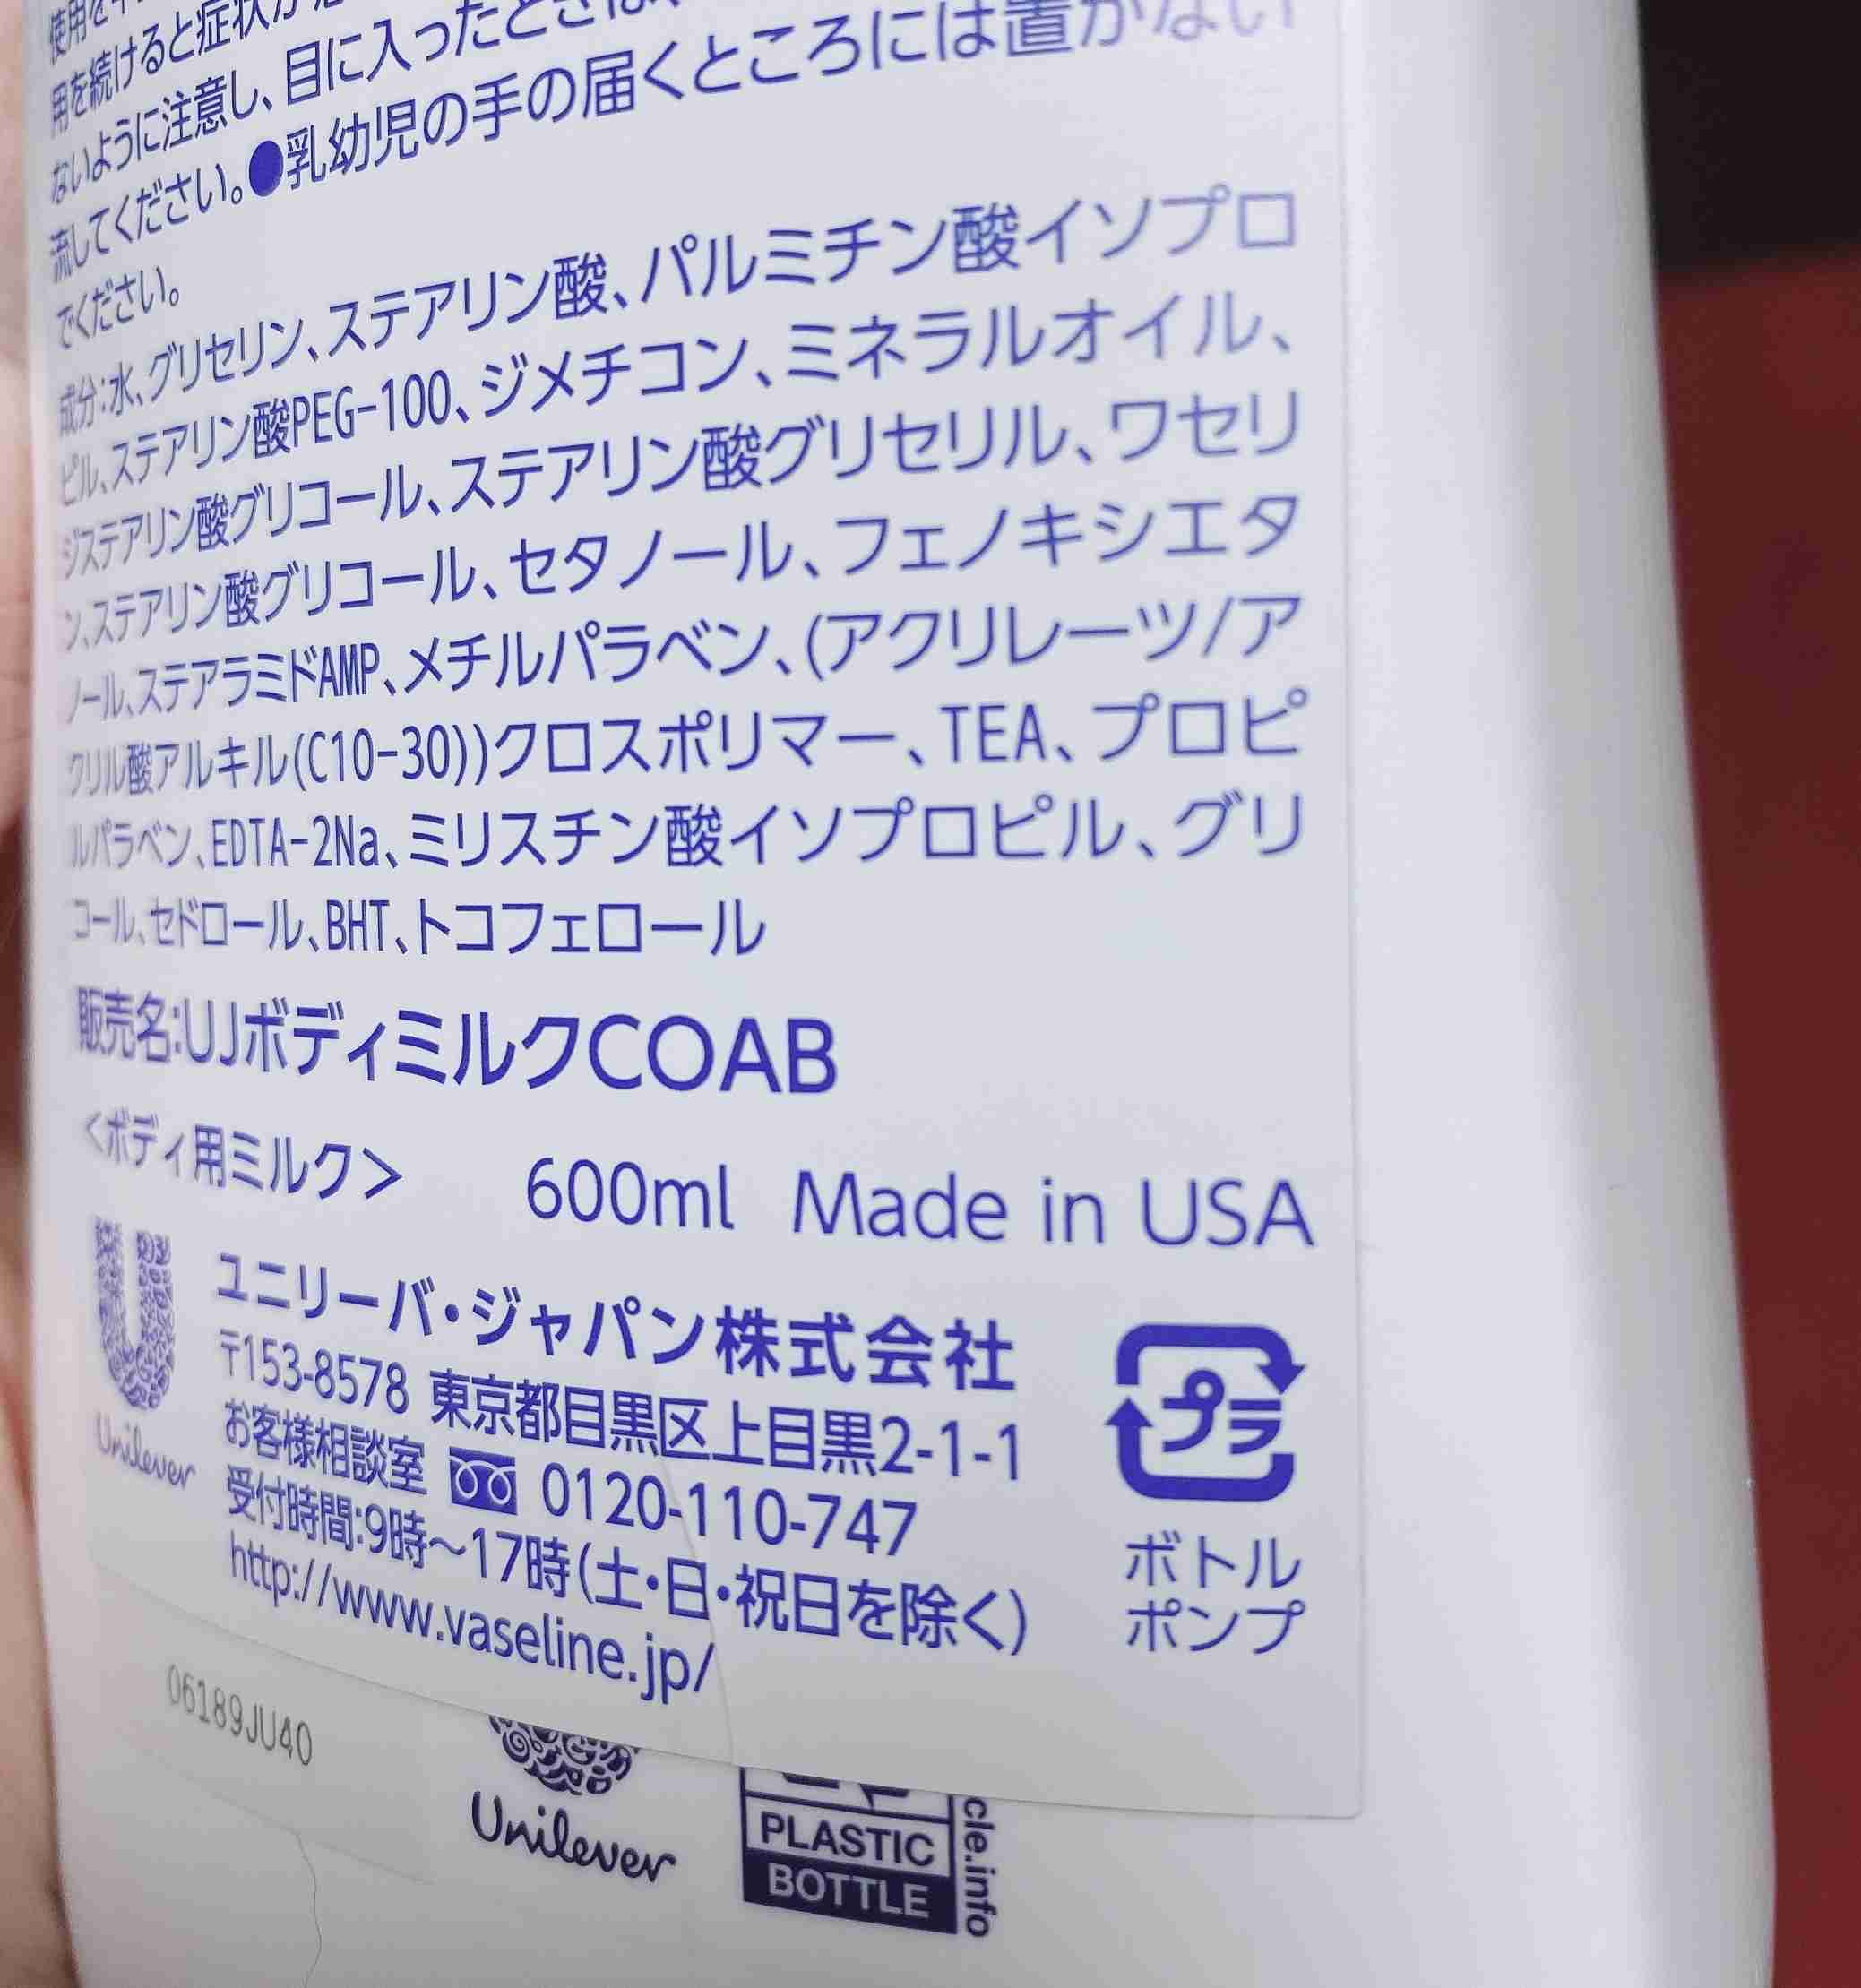 用を続けると症状が
ないように注意し、目に入ったときは、
流してください。●乳幼児の手の届くところには置かない
でください。
成分:水、グリセリン、ステアリン酸、パルミチン酸イソプロ
ピル、ステアリン酸PEG-100、ジメチコン、ミネラルオイル、
ジステアリン酸グリコール、ステアリン酸グリセリル、ワセリ
ン、ステアリン酸グリコール、セタノール、フェノキシエタ
ノール、ステアラミドAMP、メチルパラベン、(アクリレーツ/ア
クリル酸アルキル(C10-30))クロスポリマー、TEA、プロピ
ルパラベン、EDTA-2Na、ミリスチン酸イソプロピル、グリ
コール、セドロール、BHT、トコフェロール
販売名:UJボディミルクCOAB
<ボディ用ミルク> 600ml Made in USA
Unilever
ユニリーバ・ジャパン株式会社
〒153-8578 東京都目黒区上目黒2-1-1
お客様相談室 0120-110-747
受付時間:9時~17時(土・日・祝日を除く)
http://www.vaseline.jp/
プラ
ボトル
ポンプ
06189JU40
Unilever
PLASTIC
BOTTLE
cle.info